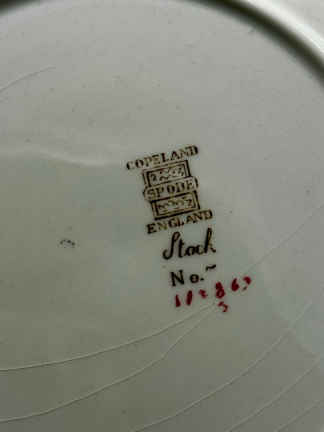 COPELAND
SPODE
ENGLAND
Stock
No.~